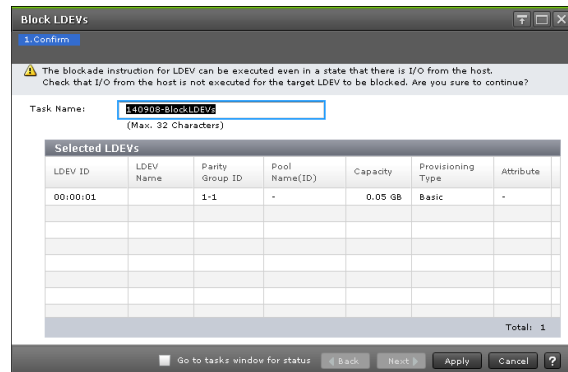 Block LDEVs
1.Confirm
The blockade instruction for LDEV can be executed even in a state that there is I/O from the host.
Check that I/O from the host is not executed for the target LDEV to be blocked. Are you sure to continue?
Task Name: 140908-BlockLDEVs
(Max. 32 Characters)
Selected LDEVs
LDEV ID LDEV Name Parity Group ID Pool Name(ID) Capacity Provisioning Type Attribute
00:00:01 1-1 - 0.05 GB Basic -
Total: 1
Go to tasks window for status Back Next Apply Cancel ?